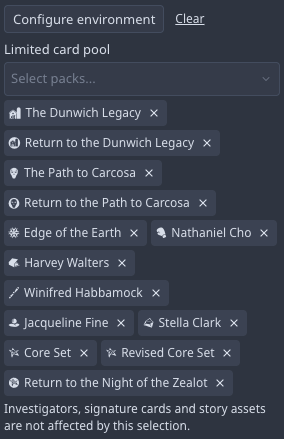 Configure environment Clear
Limited card pool
Select packs...
The Dunwich Legacy ×
Return to the Dunwich Legacy ×
The Path to Carcosa ×
Return to the Path to Carcosa ×
Edge of the Earth × Nathaniel Cho ×
Harvey Walters ×
Winifred Habbamock ×
Jacqueline Fine × Stella Clark ×
Core Set × Revised Core Set ×
Return to the Night of the Zealot ×
Investigators, signature cards and story assets
are not affected by this selection.